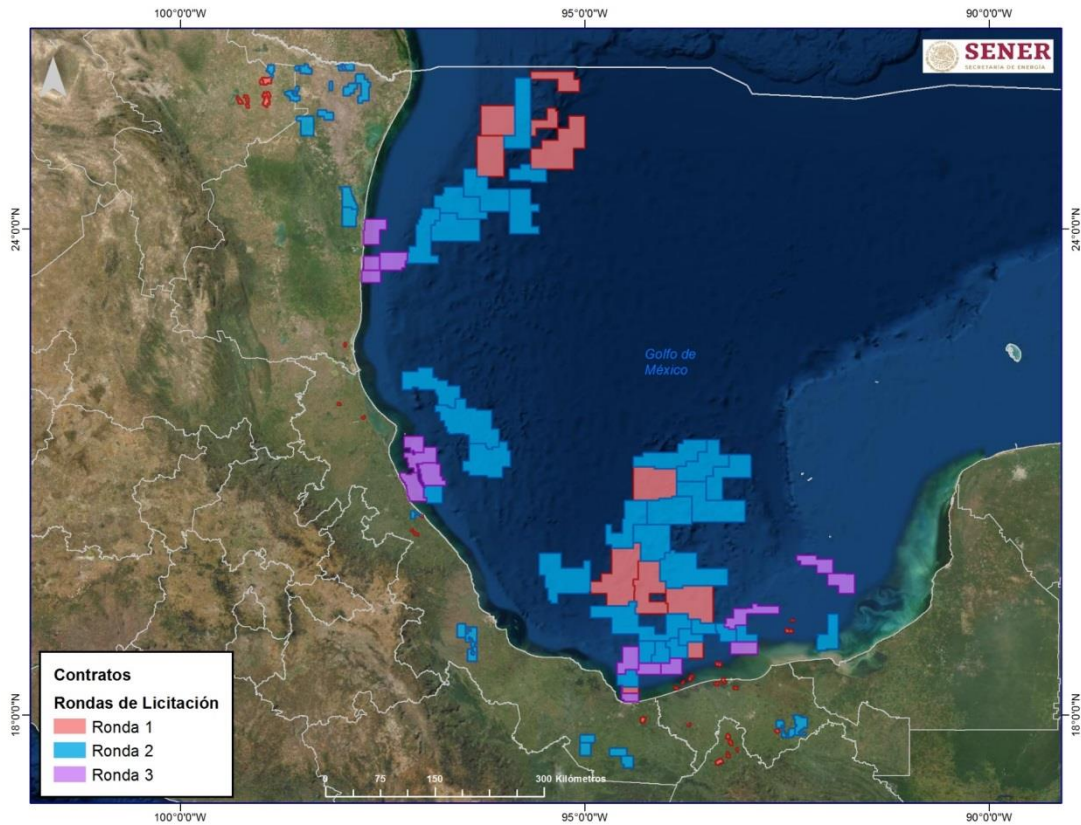 100°0'0"W 95°0'0"W 90°0'0"W
SENER
SECRETARÍA DE ENERGÍA
24°0'0"N 24°0'0"N
Golfo de
México
18°0'0"N 18°0'0"N
Contratos
Rondas de Licitación
Ronda 1
Ronda 2
Ronda 3
0 75 150 300 Kilómetros
100°0'0"W 95°0'0"W 90°0'0"W